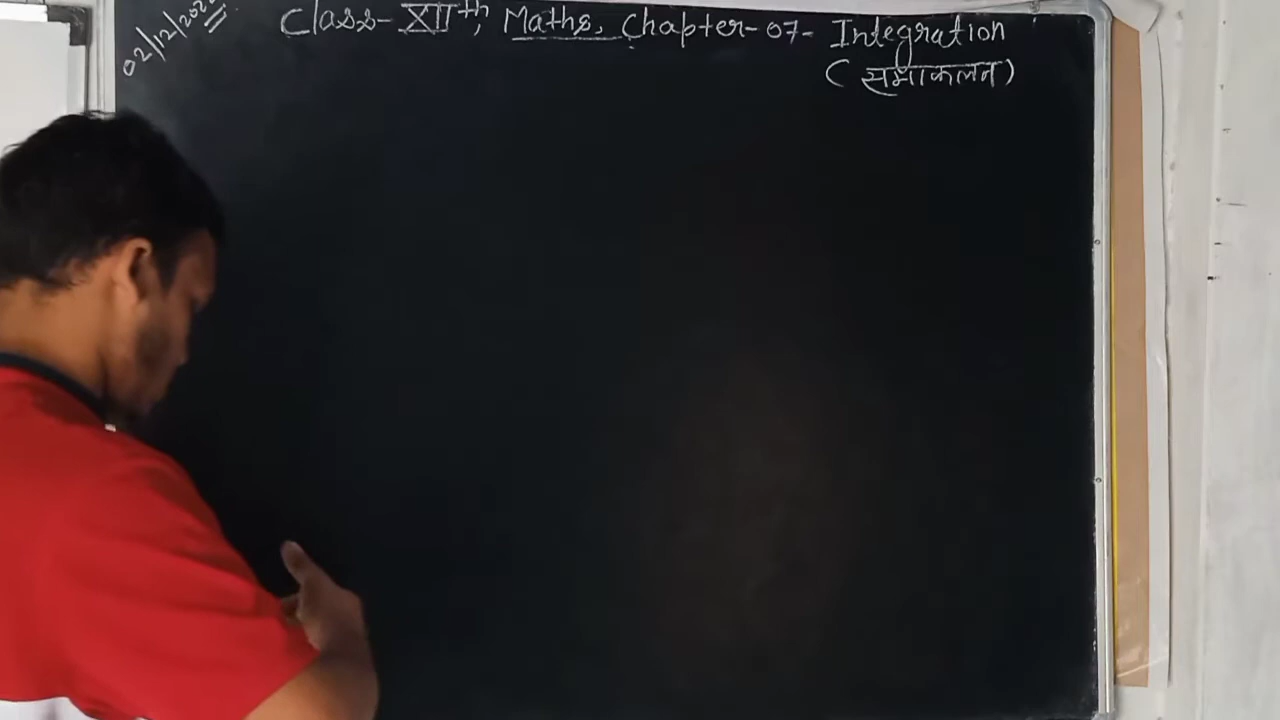 02/12/202
Class-XIIth, Maths, Chapter-07- Integration
(समाकलन)